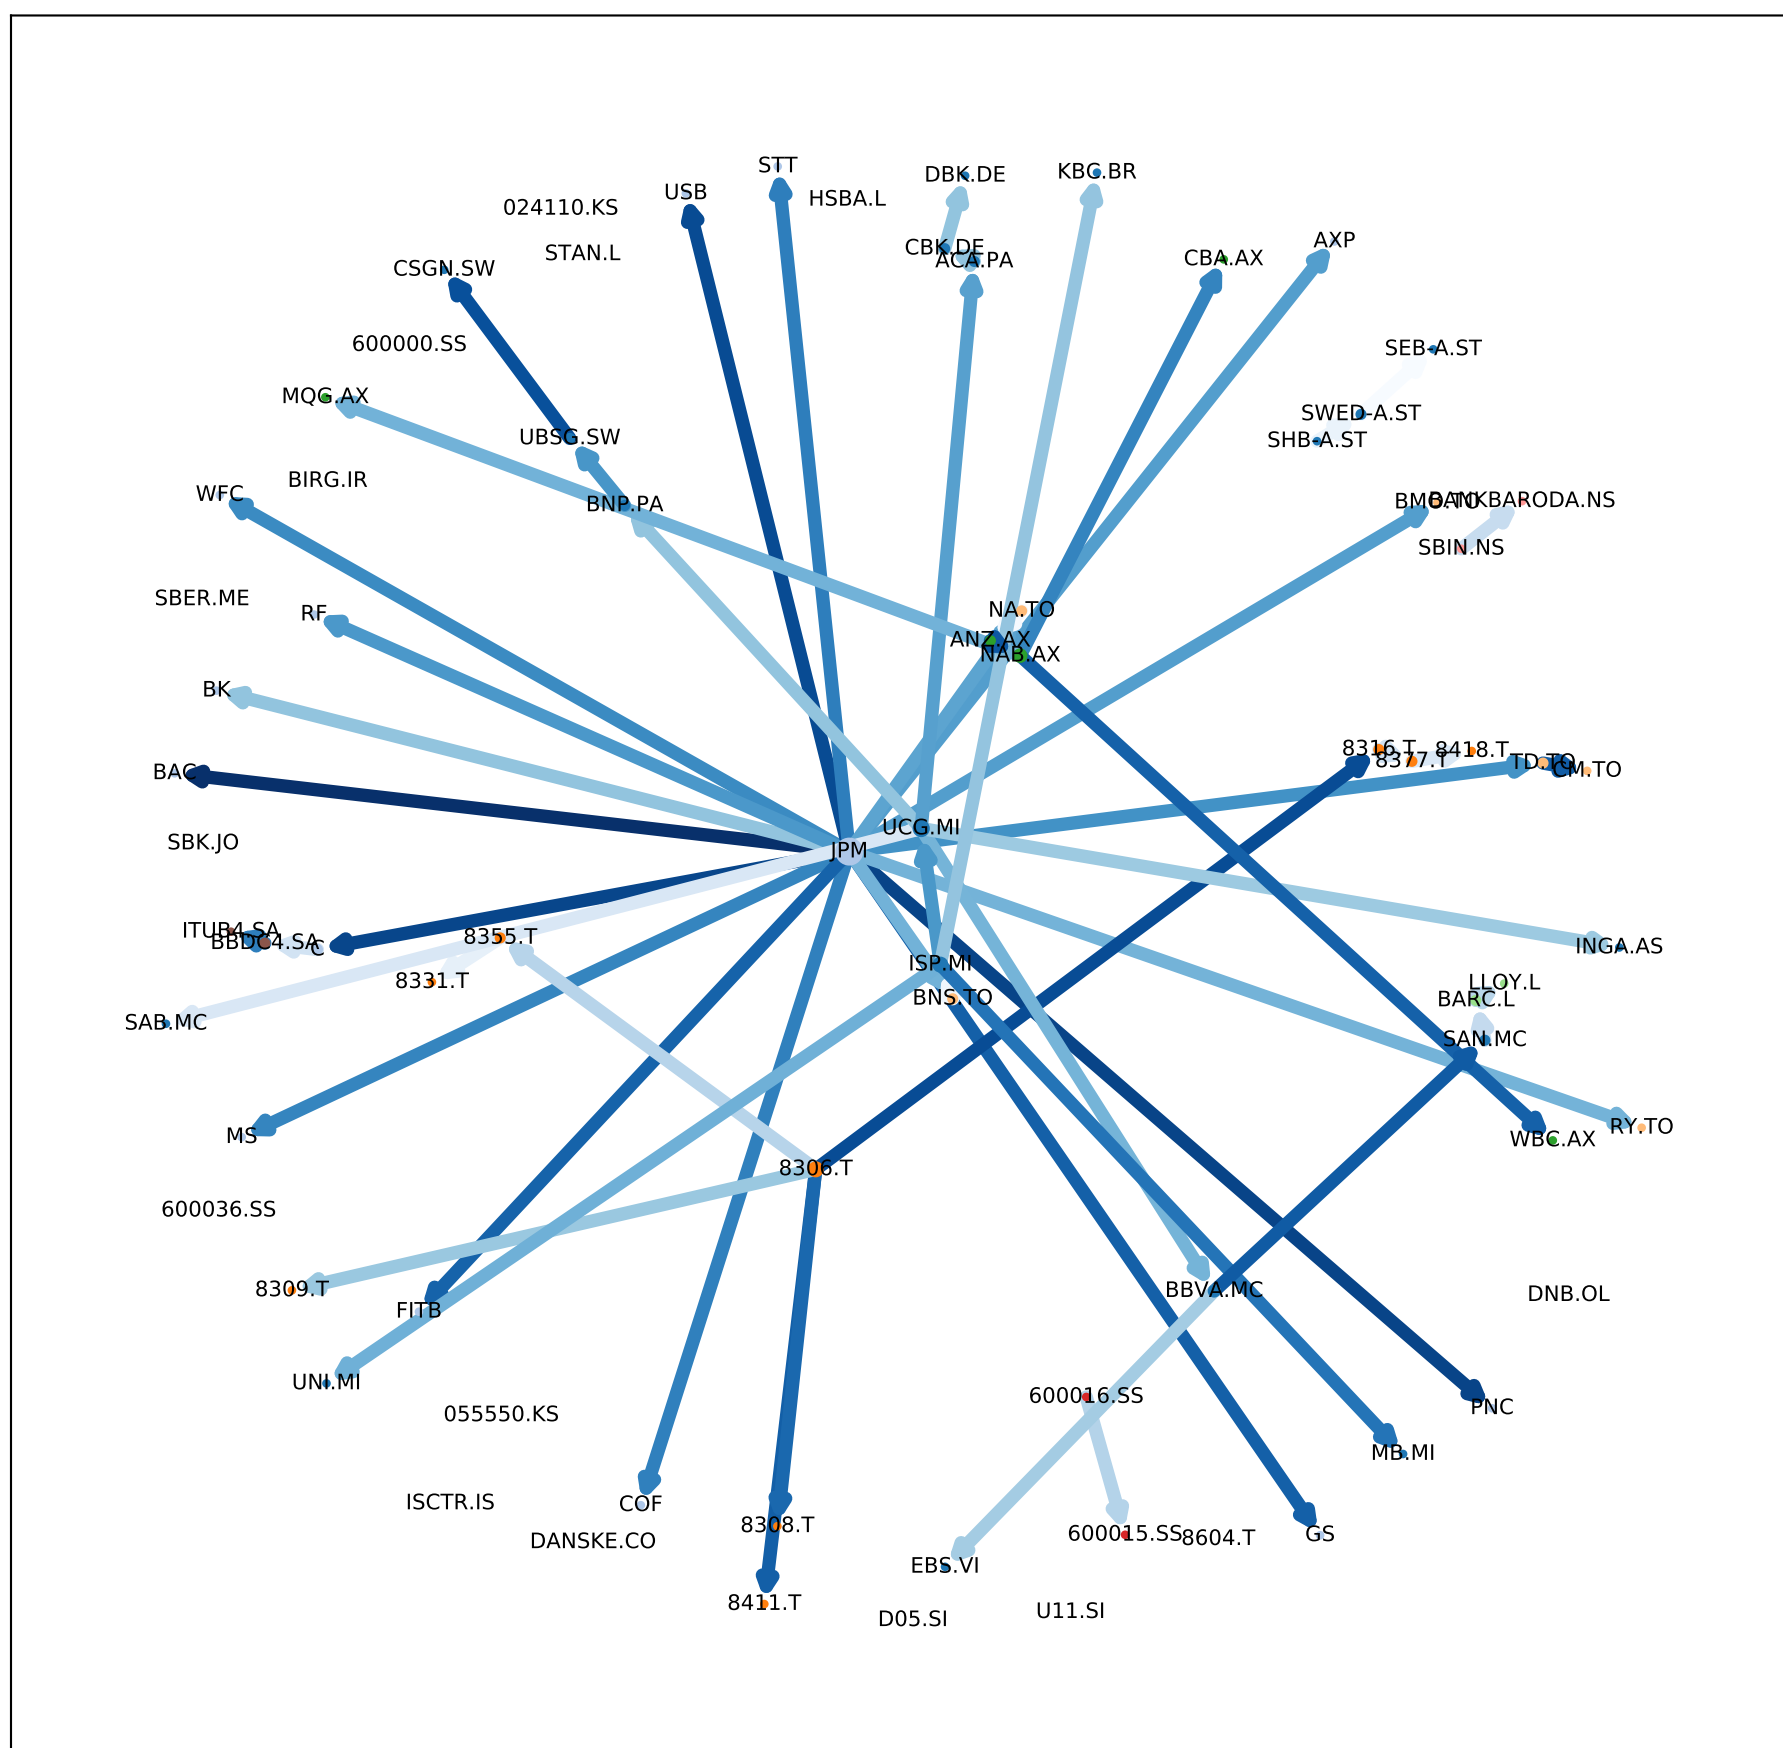 STT
KBC.BR
DBK.DE
USB
HSBA.L
024110.KS
AXP
CBK.DE
STAN.L
CBA.AX
ACA.PA
CSGN.SW
600000.SS
SEB-A.ST
MQG.AX
SWED-A.ST
UBSG.SW
SHB-A.ST
BIRG.IR
WFC
BMO.TO
BANKBARODA.NS
BNP.PA
SBIN.NS
SBER.ME
NA.TO
RF
ANZ.AX
NAB.AX
BK
8316.T
8418.T
8377.T
TD.TO
CM.TO
BAC
UCG.MI
SBK.JO
JPM
ITUB4.SA
8355.T
BBDC4.SA
C
INGA.AS
ISP.MI
8331.T
LLOY.L
BNS.TO
BARC.L
SAB.MC
SAN.MC
RY.TO
MS
WBC.AX
8306.T
600036.SS
8309.T
BBVA.MC
DNB.OL
FITB
UNI.MI
600016.SS
055550.KS
PNC
MB.MI
ISCTR.IS
COF
8308.T
600015.SS
8604.T
GS
DANSKE.CO
EBS.VI
8411.T
U11.SI
D05.SI